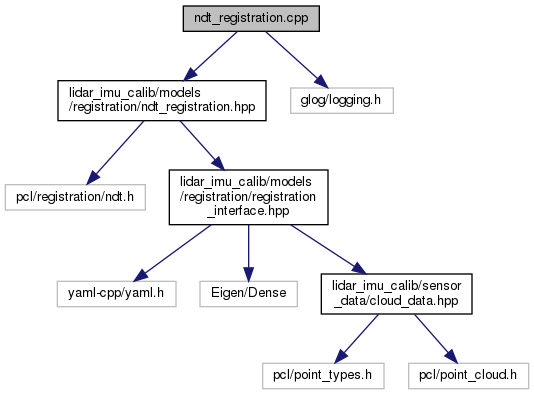 ndt_registration.cpp
lidar_imu_calib/models
/registration/ndt_registration.hpp
glog/logging.h
pcl/registration/ndt.h
lidar_imu_calib/models
/registration/registration
_interface.hpp
yaml-cpp/yaml.h
Eigen/Dense
lidar_imu_calib/sensor
_data/cloud_data.hpp
pcl/point_types.h
pcl/point_cloud.h